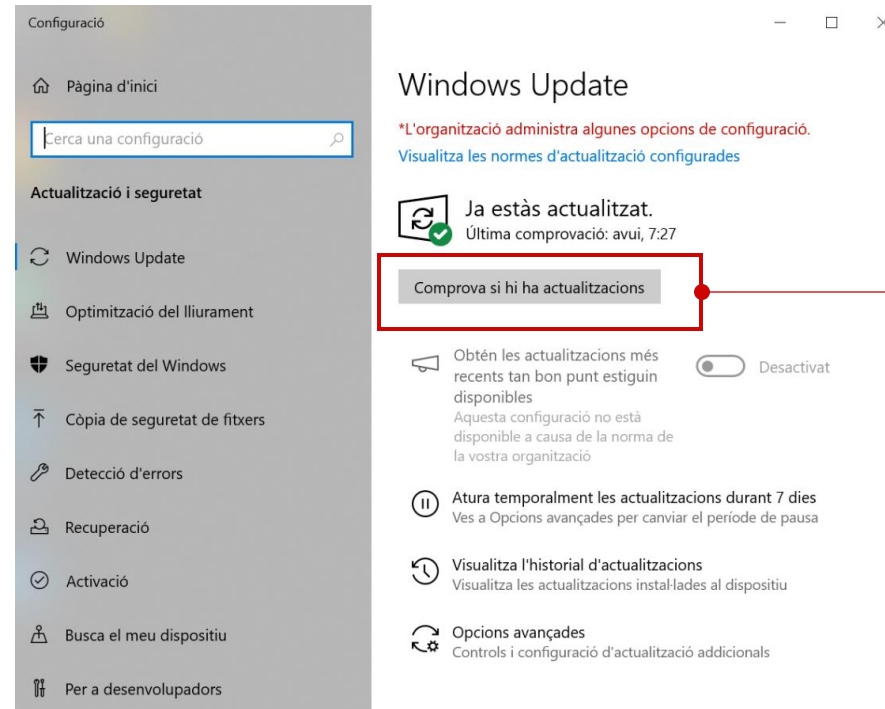 Configuració
Pàgina d'inici
Cerca una configuració
Actualització i seguretat
Windows Update
Optimització del lliurament
Seguretat del Windows
Còpia de seguretat de fitxers
Detecció d'errors
Recuperació
Activació
Busca el meu dispositiu
Per a desenvolupadors
Windows Update
*L'organització administra algunes opcions de configuració.
Visualitza les normes d'actualització configurades
Ja estàs actualitzat.
Última comprovació: avui, 7:27
Comprova si hi ha actualitzacions
Obtén les actualitzacions més
recents tan bon punt estiguin
disponibles
Desactivat
Aquesta configuració no està
disponible a causa de la norma de
la vostra organització
Atura temporalment les actualitzacions durant 7 dies
Ves a Opcions avançades per canviar el període de pausa
Visualitza l'historial d'actualitzacions
Visualitza les actualitzacions instal·lades al dispositiu
Opcions avançades
Controls i configuració d'actualització addicionals